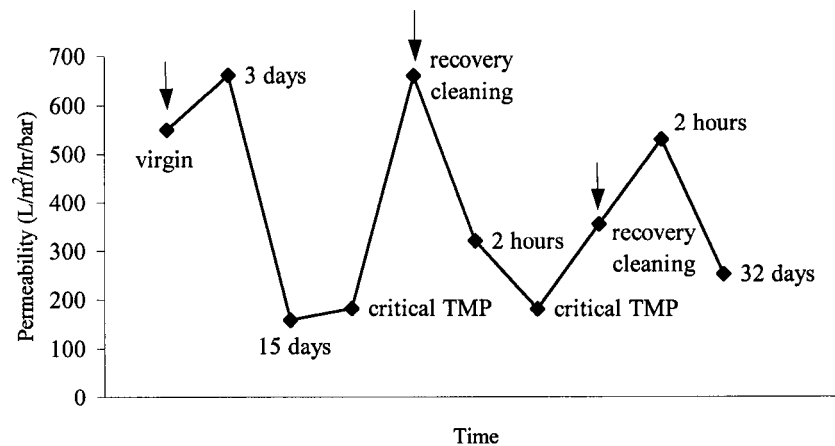 Permeability (L/m²/hr/bar)
700
600
500
400
300
200
100
0
virgin
3 days
15 days
critical TMP
recovery
cleaning
2 hours
critical TMP
recovery
cleaning
2 hours
32 days
Time